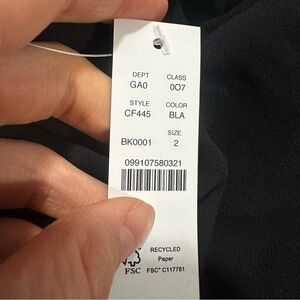 DEPT CLASS
GA0 007
STYLE COLOR
CF445 BLA
SIZE
BK0001 2
099107580321
RECYCLED
Paper
FSC FSC® C117781